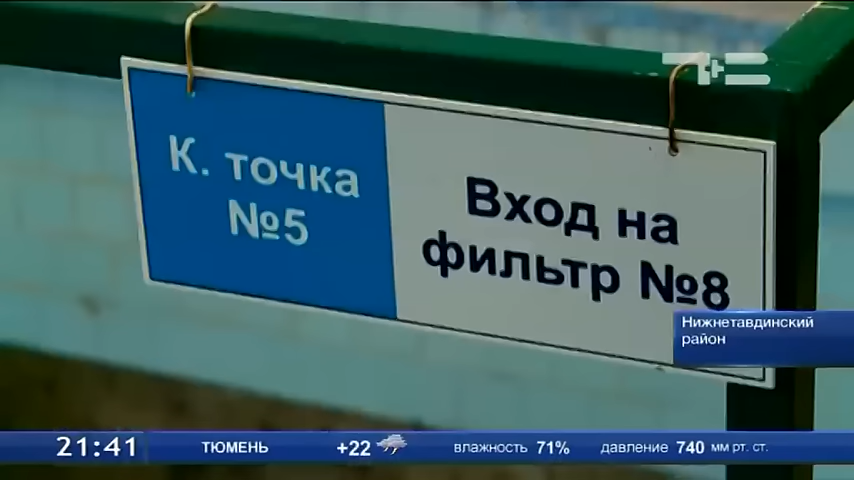 Т+
К. точка
№5
Вход на
фильтр №8
Нижнетавдинский
район
21:41 ТЮМЕНЬ +22 влажность 71% давление 740 мм рт. ст.